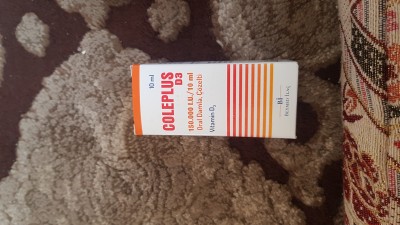 10 ml
COLEPLUS
D3
150.000 I.U./10 ml
Oral Damla, Çözelti
Vitamin D₃